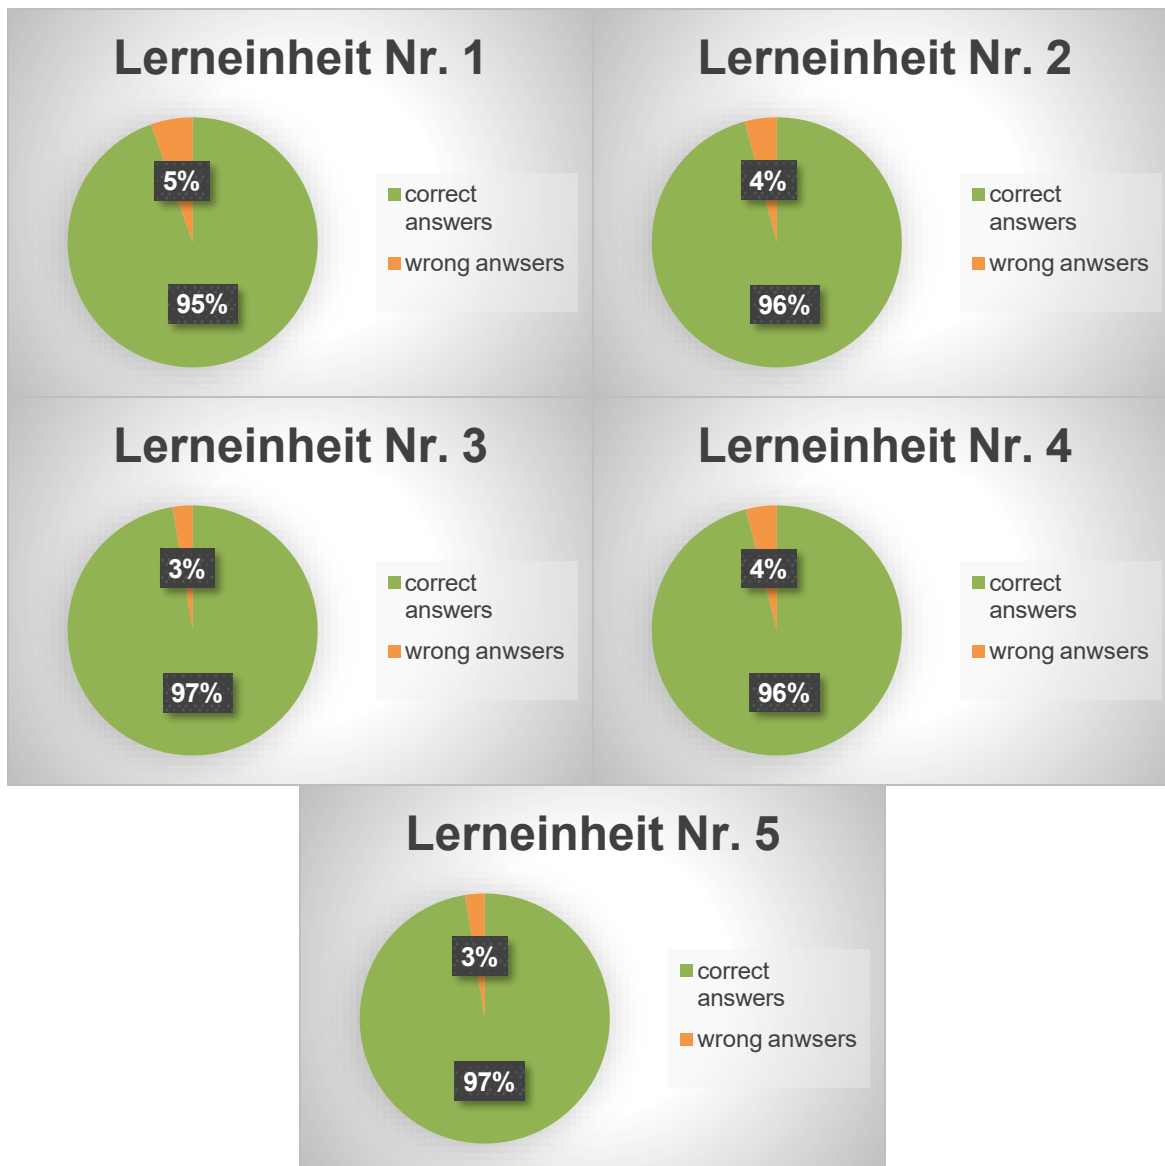 Lerneinheit Nr. 1
5%
95%
correct
answers
wrong anwsers
Lerneinheit Nr. 2
4%
96%
correct
answers
wrong anwsers
Lerneinheit Nr. 3
3%
97%
correct
answers
wrong anwsers
Lerneinheit Nr. 4
4%
96%
correct
answers
wrong anwsers
Lerneinheit Nr. 5
3%
97%
correct
answers
wrong anwsers